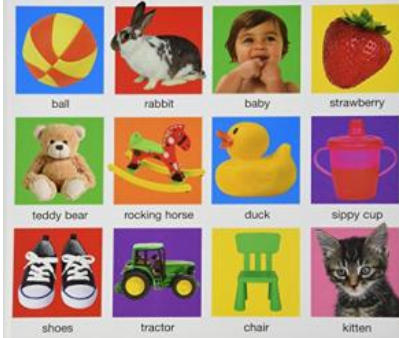 ball rabbit baby strawberry
teddy bear rocking horse duck sippy cup
shoes tractor chair kitten